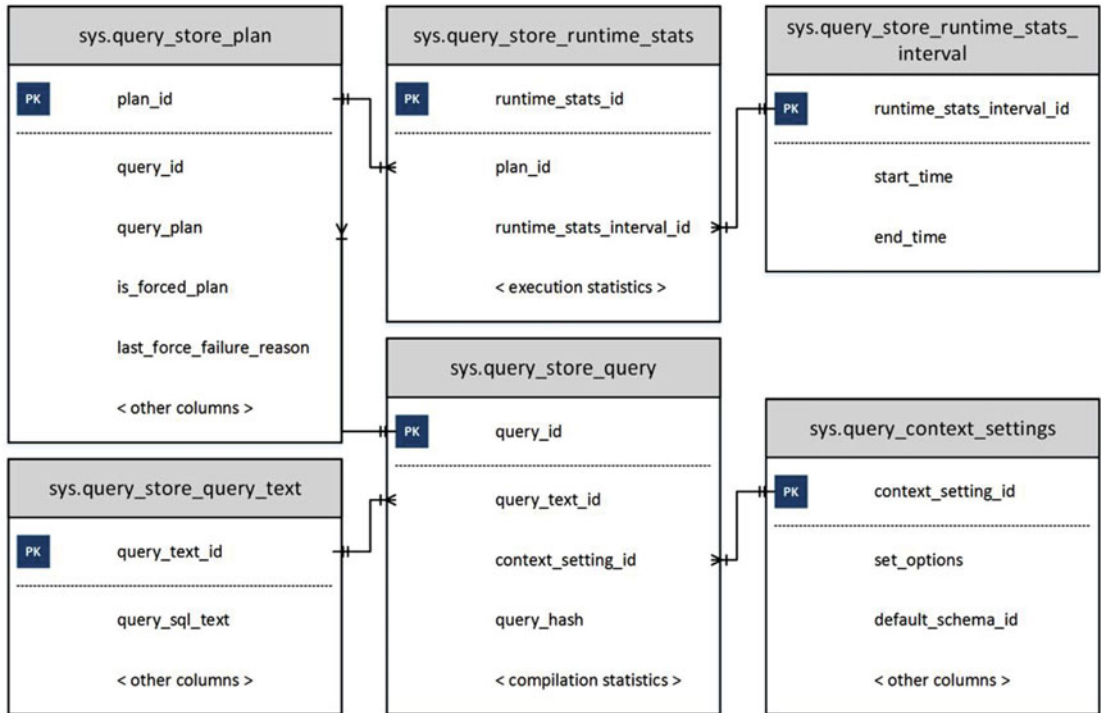 sys.query_store_plan
PK
plan_id
query_id
query_plan
is_forced_plan
last_force_failure_reason
< other columns >
sys.query_store_runtime_stats
PK
runtime_stats_id
plan_id
runtime_stats_interval_id
< execution statistics >
sys.query_store_runtime_stats_
interval
PK
runtime_stats_interval_id
start_time
end_time
sys.query_store_query_text
PK
query_text_id
query_sql_text
< other columns >
sys.query_store_query
PK
query_id
query_text_id
context_setting_id
query_hash
< compilation statistics >
sys.query_context_settings
PK
context_setting_id
set_options
default_schema_id
< other columns >